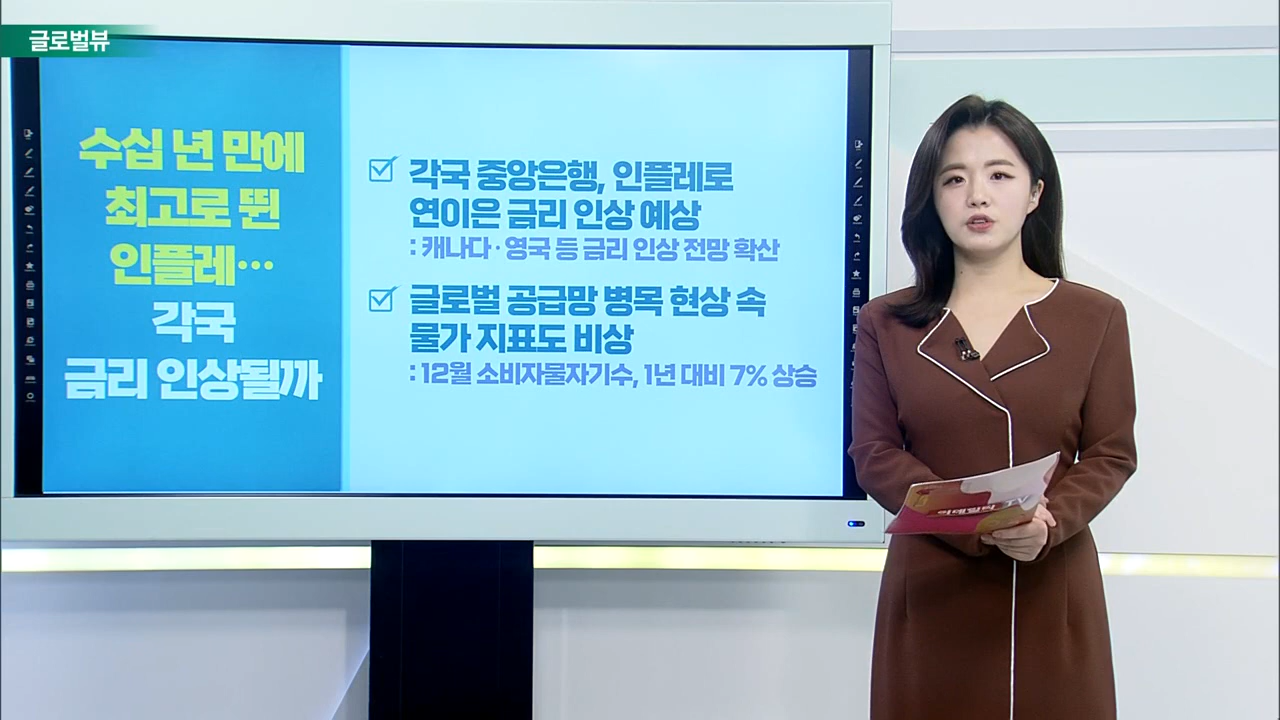 글로벌뷰
수십 년 만에
최고로 뛴
인플레…
각국
금리 인상될까
각국 중앙은행, 인플레로
연이은 금리 인상 예상
: 캐나다·영국 등 금리 인상 전망 확산
글로벌 공급망 병목 현상 속
물가 지표도 비상
: 12월 소비자물자기수, 1년 대비 7% 상승